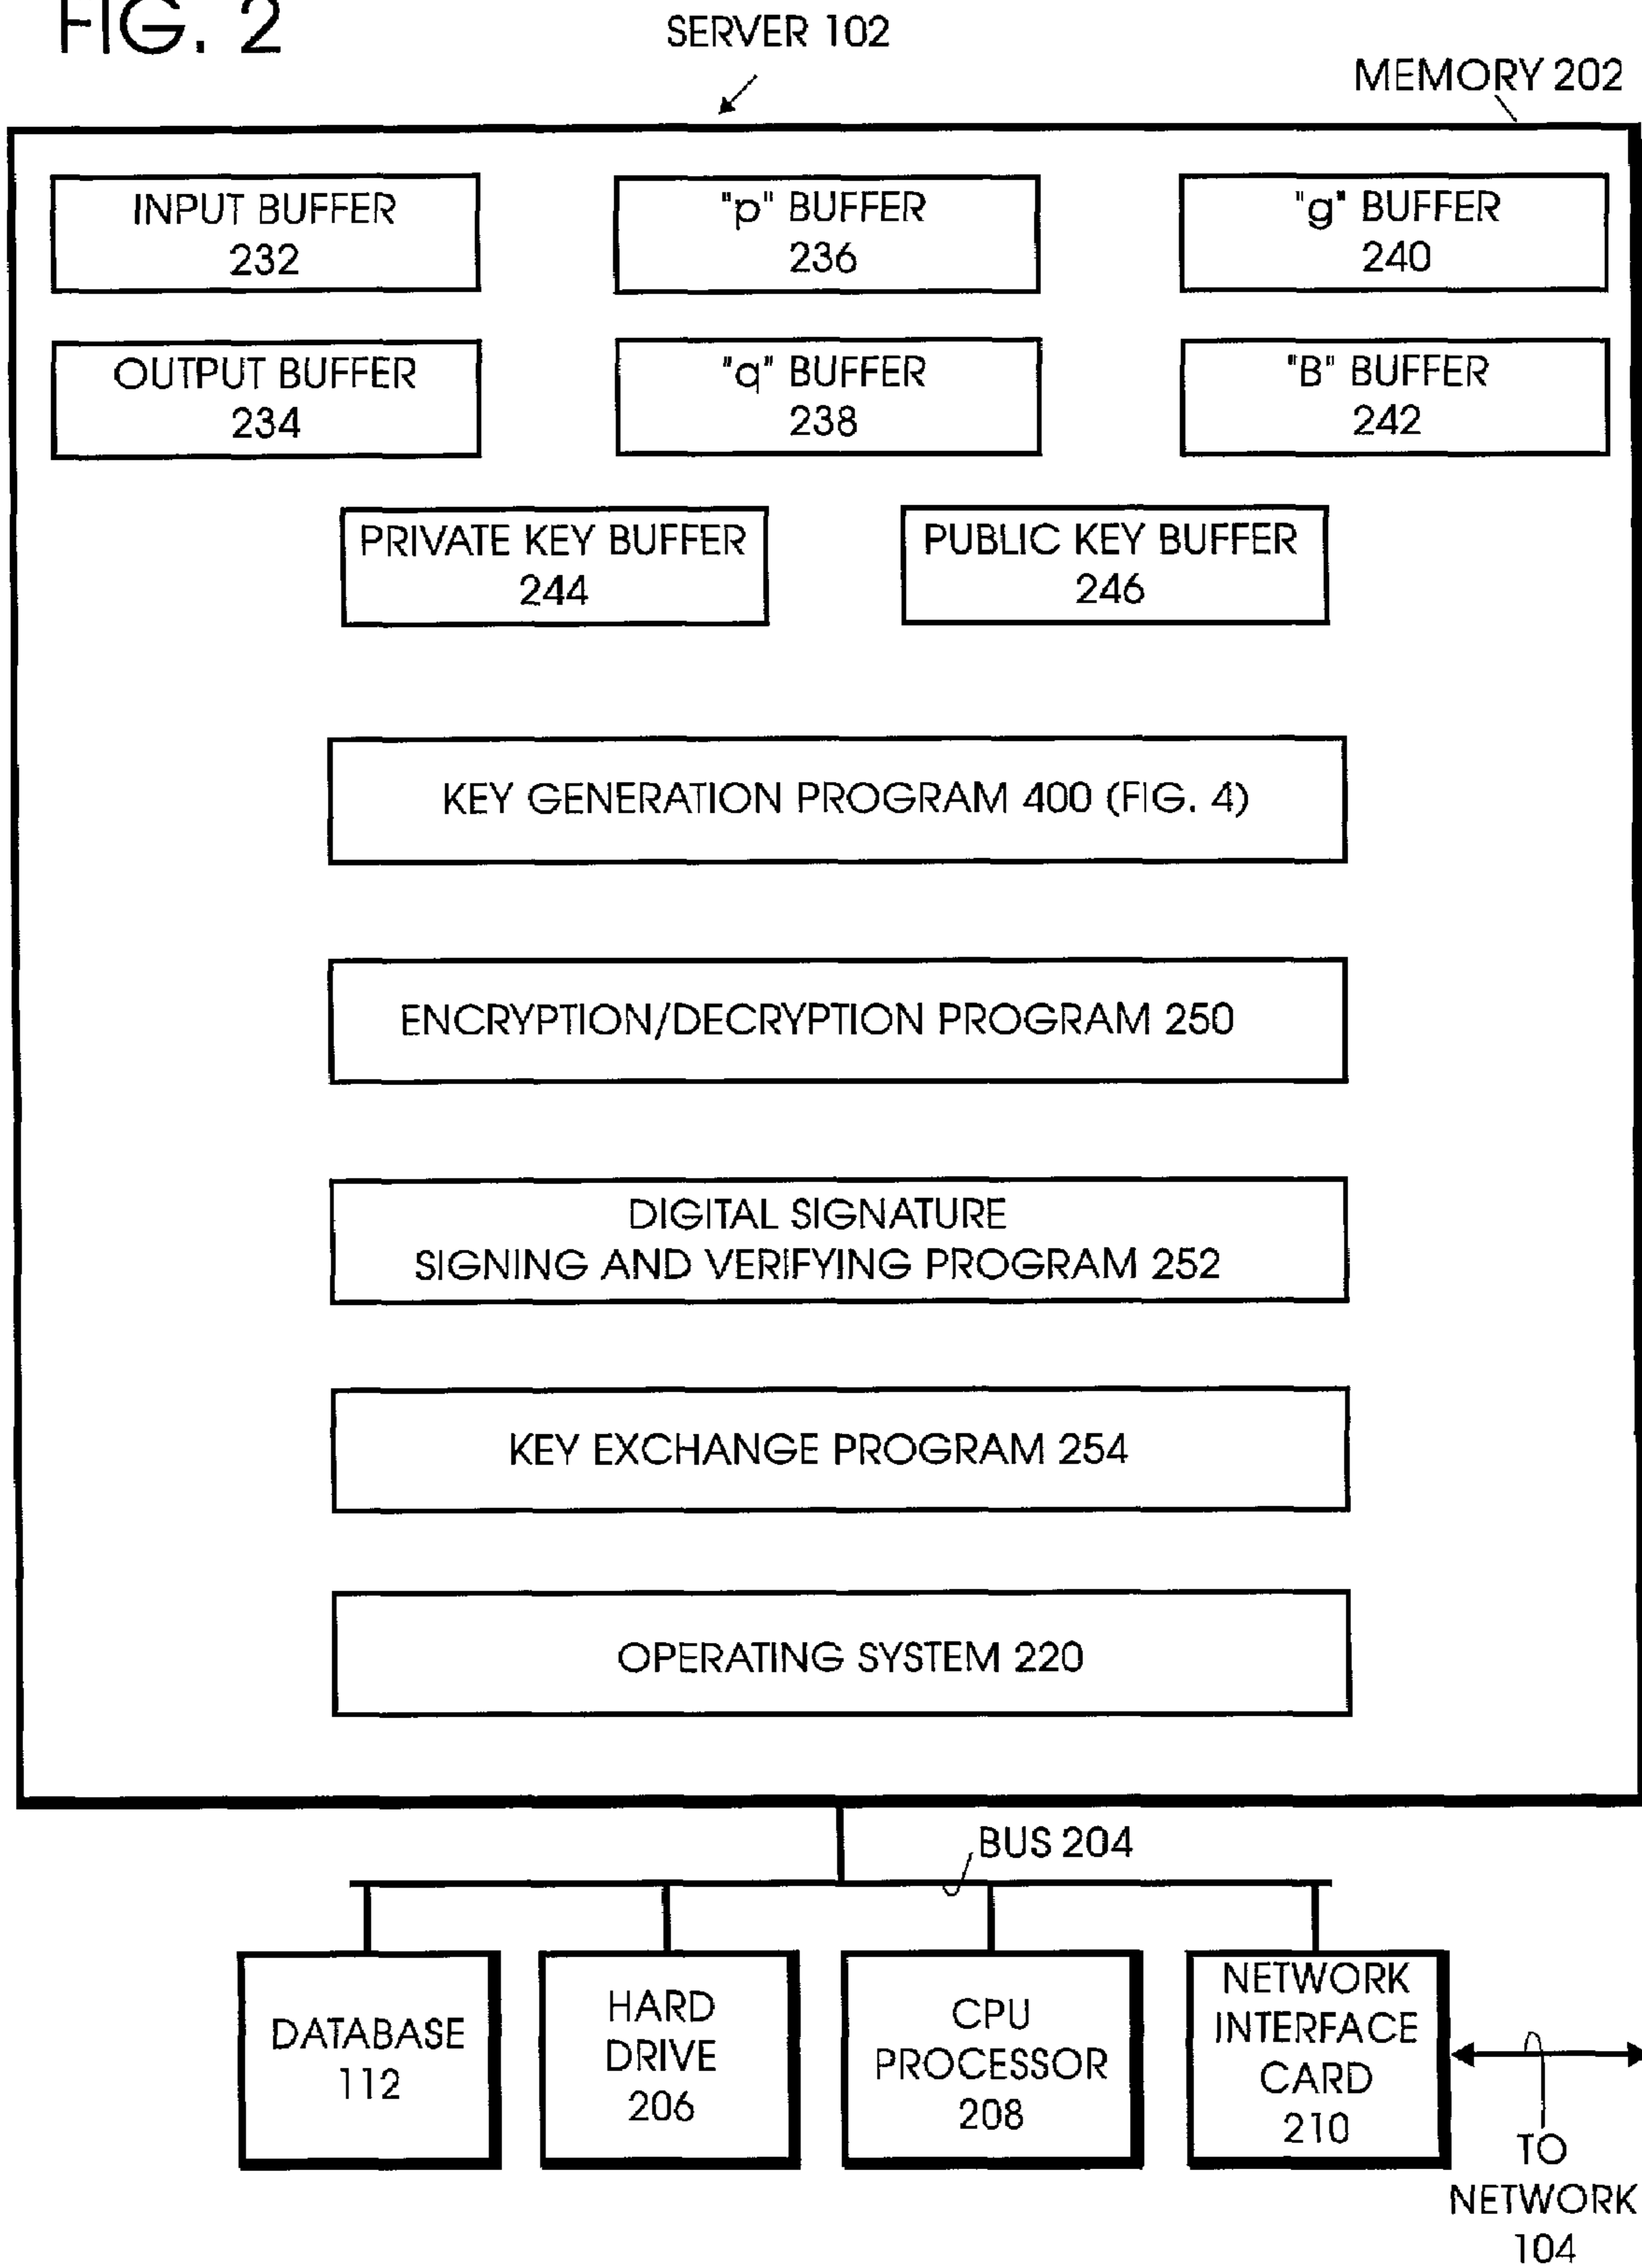 FIG. 2
SERVER 102
MEMORY 202
INPUT BUFFER
232
"p" BUFFER
236
"g" BUFFER
240
OUTPUT BUFFER
234
"q" BUFFER
238
"B" BUFFER
242
PRIVATE KEY BUFFER
244
PUBLIC KEY BUFFER
246
KEY GENERATION PROGRAM 400 (FIG. 4)
ENCRYPTION/DECRYPTION PROGRAM 250
DIGITAL SIGNATURE
SIGNING AND VERIFYING PROGRAM 252
KEY EXCHANGE PROGRAM 254
OPERATING SYSTEM 220
BUS 204
DATABASE
112
HARD
DRIVE
206
CPU
PROCESSOR
208
NETWORK
INTERFACE
CARD
210
TO
NETWORK
104